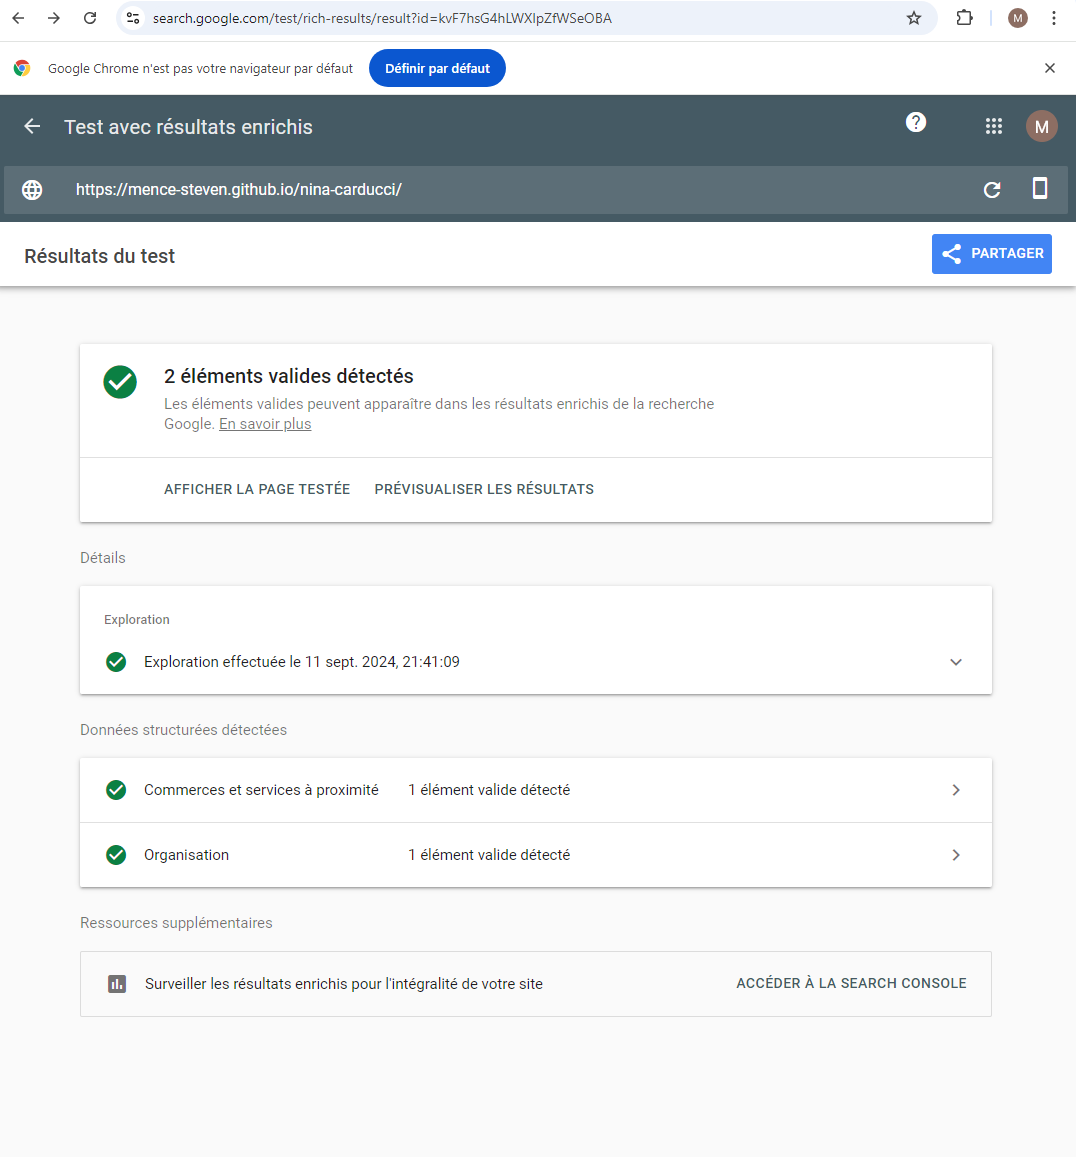 search.google.com/test/rich-results/result?id=kvF7hsG4hLWXIpZfWSeOBA
M
Google Chrome n'est pas votre navigateur par défaut
Définir par défaut
Test avec résultats enrichis
M
https://mence-steven.github.io/nina-carducci/
Résultats du test
PARTAGER
2 éléments valides détectés
Les éléments valides peuvent apparaître dans les résultats enrichis de la recherche
Google. En savoir plus
AFFICHER LA PAGE TESTÉE PRÉVISUALISER LES RÉSULTATS
Détails
Exploration
Exploration effectuée le 11 sept. 2024, 21:41:09
Données structurées détectées
Commerces et services à proximité 1 élément valide détecté
Organisation 1 élément valide détecté
Ressources supplémentaires
Surveiller les résultats enrichis pour l'intégralité de votre site ACCÉDER À LA SEARCH CONSOLE